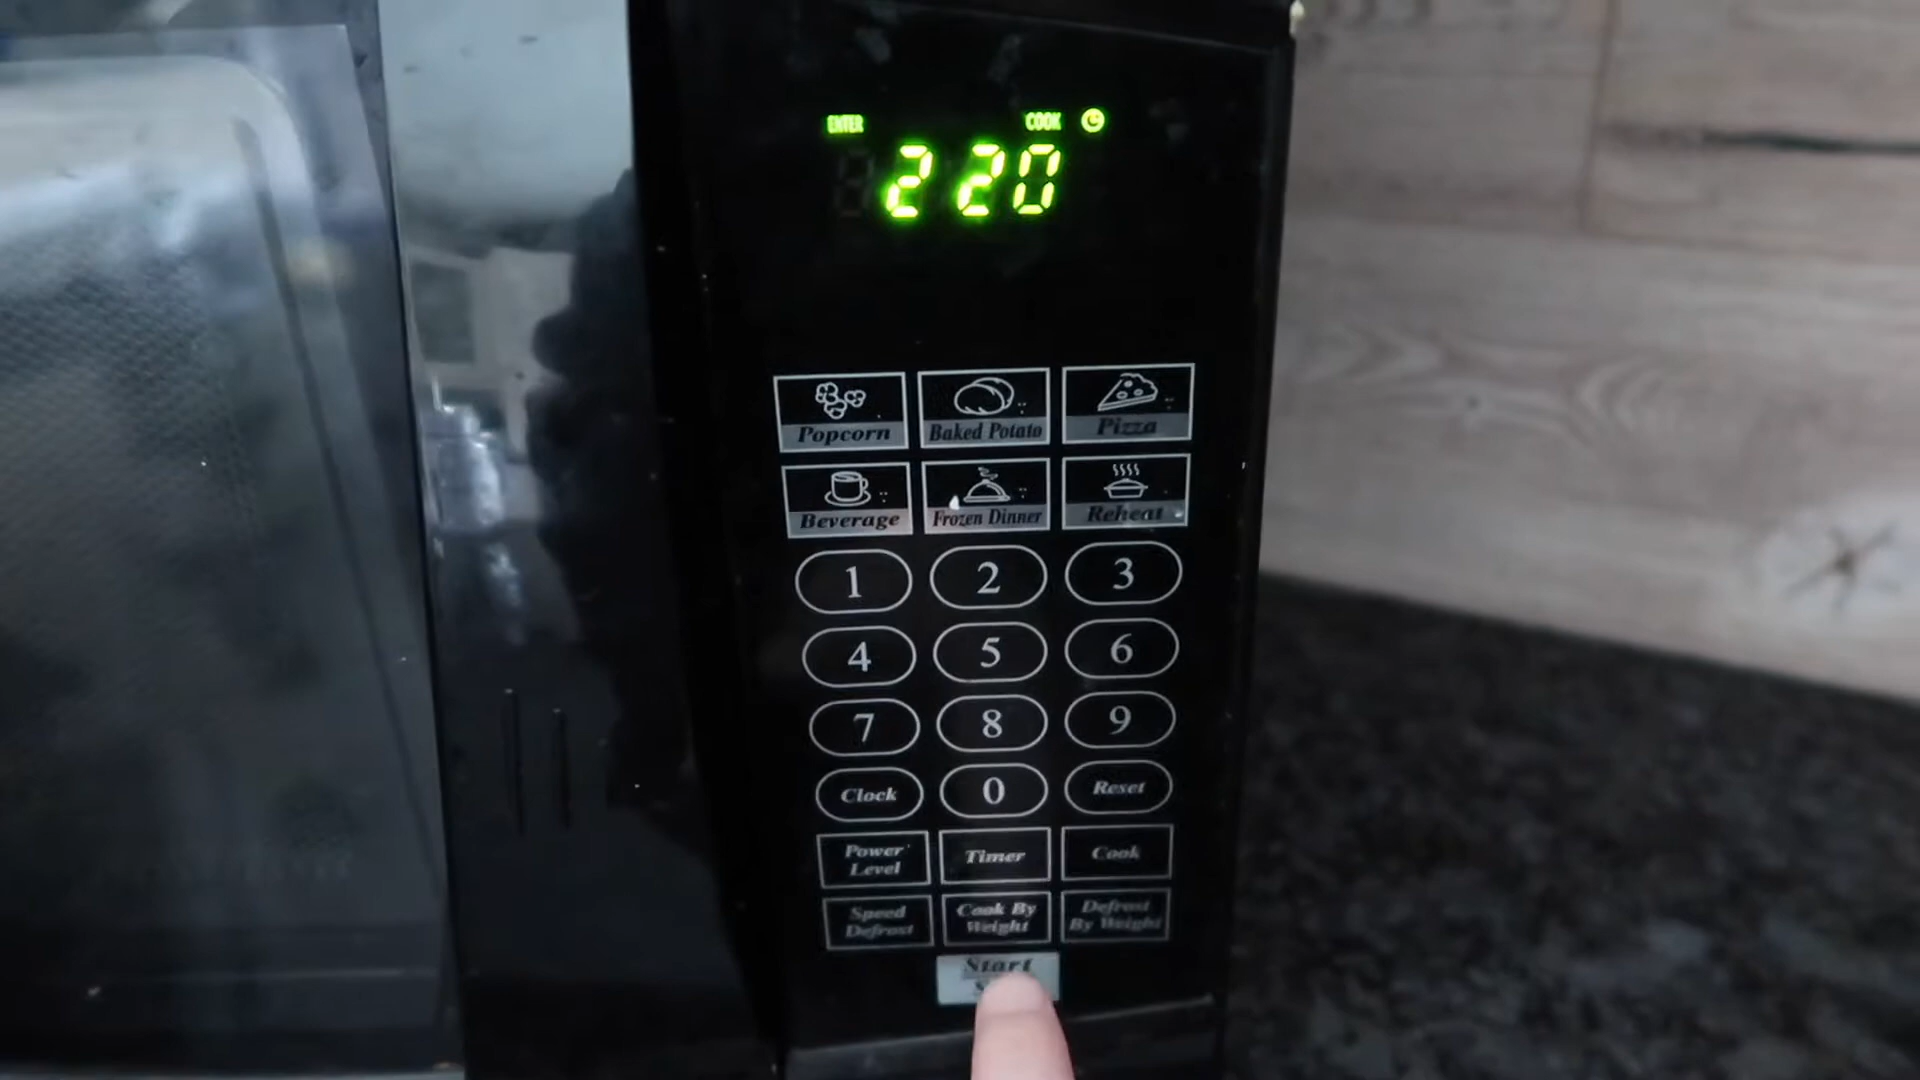 ENTER COOK
220
Popcorn Baked Potato Pizza
Beverage Frozen Dinner Reheat
1 2 3
4 5 6
7 8 9
Clock 0 Reset
Power Level Timer Cook
Speed Defrost Cook By Weight Defrost By Weight
Start